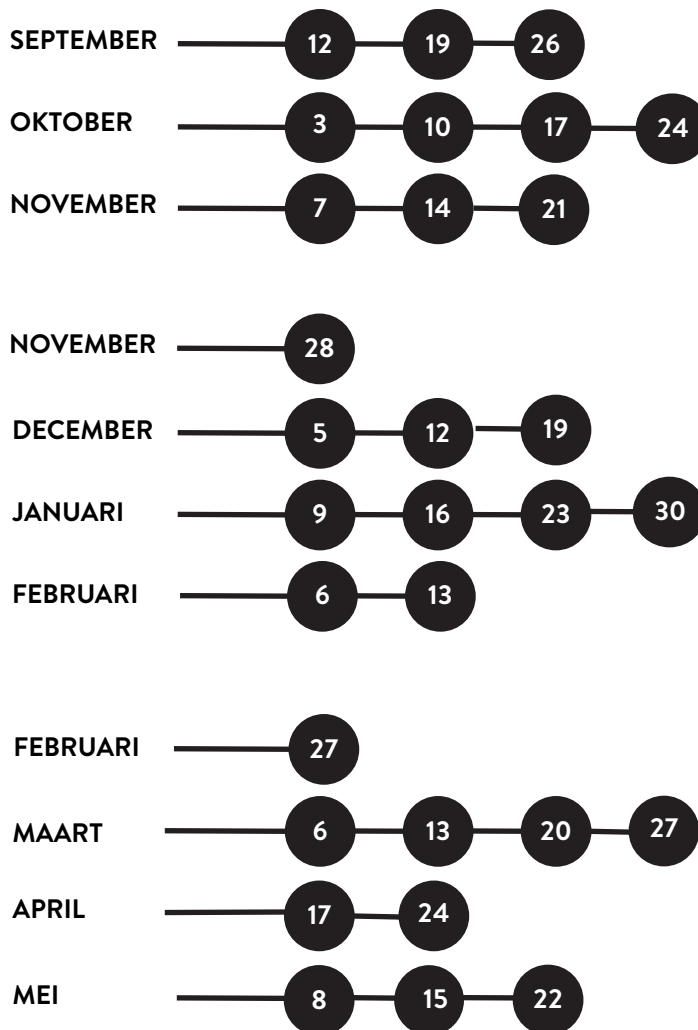 SEPTEMBER 12 19 26
OKTOBER 3 10 17 24
NOVEMBER 7 14 21
NOVEMBER 28
DECEMBER 5 12 19
JANUARI 9 16 23 30
FEBRUARI 6 13
FEBRUARI 27
MAART 6 13 20 27
APRIL 17 24
MEI 8 15 22